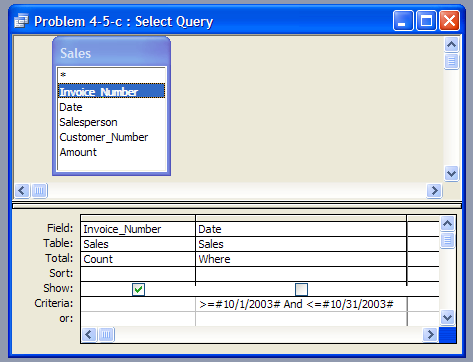 Problem 4-5-c : Select Query
Sales
*
Invoice_Number
Date
Salesperson
Customer_Number
Amount
Field: Invoice_Number Date
Table: Sales Sales
Total: Count Where
Sort:
Show:
Criteria: >=#10/1/2003# And <=#10/31/2003#
or: